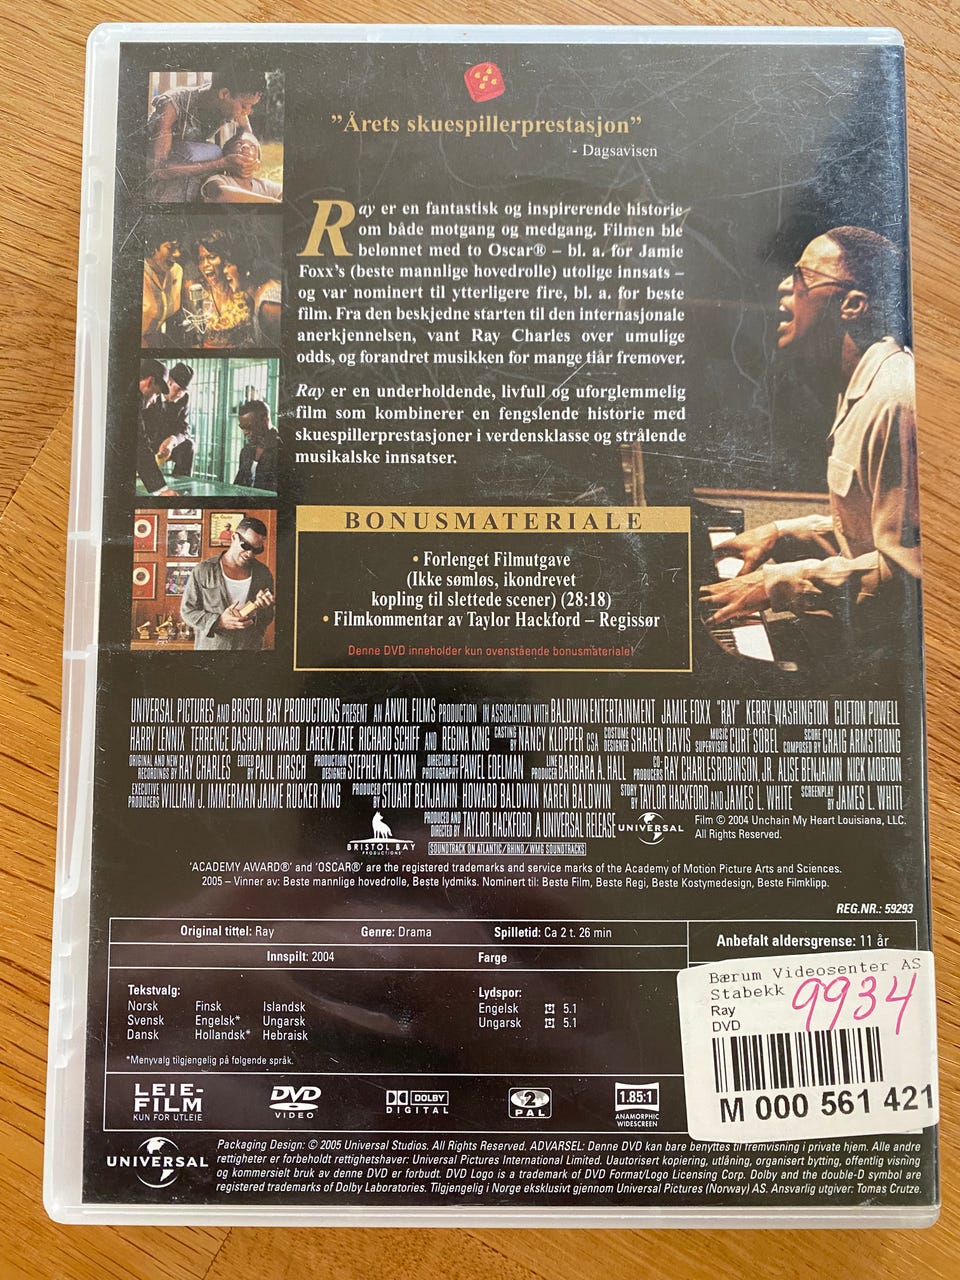 "Årets skuespillerprestasjon"
- Dagsavisen
Ray er en fantastisk og inspirerende historie
om både motgang og medgang. Filmen ble
belønnet med to Oscar® – bl. a. for Jamie
Foxx's (beste mannlige hovedrolle) utolige innsats –
og var nominert til ytterligere fire, bl. a. for beste
film. Fra den beskjedne starten til den internasjonale
anerkjennelsen, vant Ray Charles over umulige
odds, og forandret musikken for mange tiår fremover.
Ray er en underholdende, livfull og uforglemmelig
film som kombinerer en fengslende historie med
skuespillerprestasjoner i verdensklasse og strålende
musikalske innsatser.
BONUSMATERIALE
• Forlenget Filmutgave
(Ikke sømløs, ikondrevet
kopling til slettede scener) (28:18)
• Filmkommentar av Taylor Hackford – Regissør
Denne DVD inneholder kun ovenstående bonusmateriale!
UNIVERSAL PICTURES AND BRISTOL BAY PRODUCTIONS PRESENT AN ANVIL FILMS PRODUCTION IN ASSOCIATION WITH BALDWIN ENTERTAINMENT JAMIE FOXX "RAY" KERRY WASHINGTON CLIFTON POWELL
HARRY LENNIX TERRENCE DASHON HOWARD LARENZ TATE RICHARD SCHIFF AND REGINA KING CASTING BY NANCY KLOPPER CSA COSTUME DESIGNER SHAREN DAVIS MUSIC SUPERVISOR CURT SOBEL SCORE COMPOSED BY CRAIG ARMSTRONG
ORIGINAL AND NEW RECORDINGS BY RAY CHARLES EDITED BY PAUL HIRSCH PRODUCTION DESIGNER STEPHEN ALTMAN DIRECTOR OF PHOTOGRAPHY PAWEL EDELMAN LINE PRODUCER BARBARA A. HALL CO-PRODUCERS RAY CHARLES ROBINSON, JR. ALISE BENJAMIN NICK MORTON
EXECUTIVE PRODUCERS WILLIAM J. IMMERMAN JAIME RUCKER KING PRODUCED BY STUART BENJAMIN HOWARD BALDWIN KAREN BALDWIN STORY BY TAYLOR HACKFORD AND JAMES L. WHITE SCREENPLAY BY JAMES L. WHITE
PRODUCED AND DIRECTED BY TAYLOR HACKFORD A UNIVERSAL RELEASE UNIVERSAL Film © 2004 Unchain My Heart Louisiana, LLC.
All Rights Reserved.
BRISTOL BAY
PRODUCTIONS
SOUNDTRACK ON ATLANTIC/RHINO/WMG SOUNDTRACKS
'ACADEMY AWARD®' and 'OSCAR®' are the registered trademarks and service marks of the Academy of Motion Picture Arts and Sciences.
2005 – Vinner av: Beste mannlige hovedrolle, Beste lydmiks. Nominert til: Beste Film, Beste Regi, Beste Kostymedesign, Beste Filmklipp.
REG.NR.: 59293
Original tittel: Ray Genre: Drama Spilletid: Ca 2 t. 26 min
Anbefalt aldersgrense: 11 år
Innspilt: 2004 Farge
Tekstvalg:
Norsk Finsk Islandsk
Svensk Engelsk* Ungarsk
Dansk Hollandsk* Hebraisk
*Menyvalg tilgjengelig på følgende språk.
Lydspor:
Engelsk 5.1
Ungarsk 5.1
Bærum Videosenter AS
Stabekk
9934
Ray
DVD
M 000 561 421
LEIE-
FILM
KUN FOR UTLEIE
DVD
VIDEO
DOLBY
DIGITAL
2
PAL
1.85:1
ANAMORPHIC
WIDESCREEN
UNIVERSAL
Packaging Design: © 2005 Universal Studios. All Rights Reserved. ADVARSEL: Denne DVD kan bare benyttes til fremvisning i private hjem. Alle andre
rettigheter er forbeholdt rettighetshaver: Universal Pictures International Limited. Uautorisert kopiering, utlåning, organisert bytting, offentlig visning
og kommersielt bruk av denne DVD er forbudt. DVD Logo is a trademark of DVD Format/Logo Licensing Corp. Dolby and the double-D symbol are
registered trademarks of Dolby Laboratories. Tilgjengelig i Norge eksklusivt gjennom Universal Pictures (Norway) AS. Ansvarlig utgiver: Tomas Crutze.